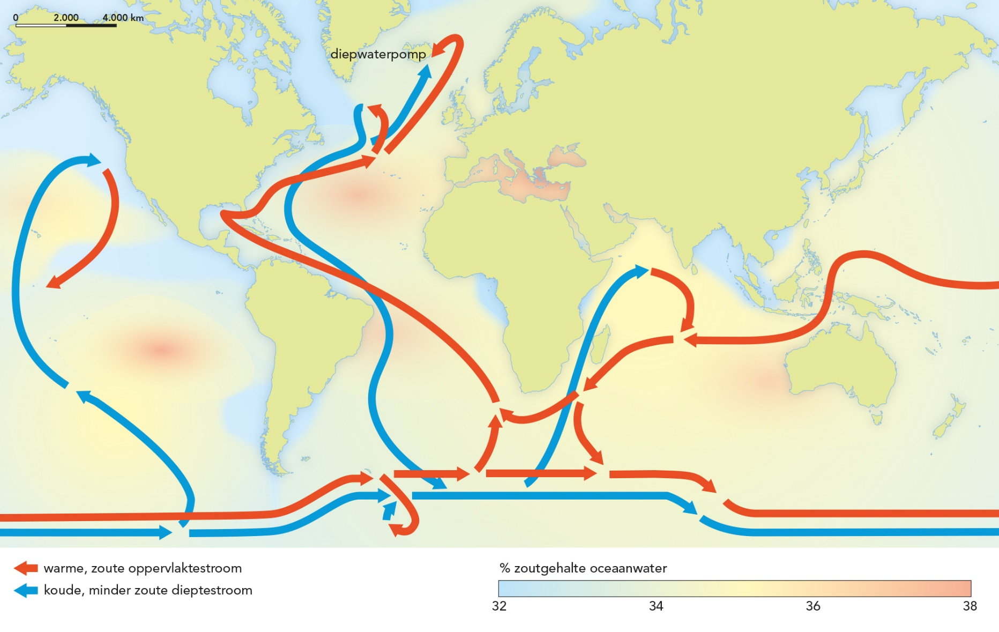 0 2.000 4.000 km
diepwaterpomp
warme, zoute oppervlaktestroom
koude, minder zoute dieptestroom
% zoutgehalte oceaanwater
32 34 36 38